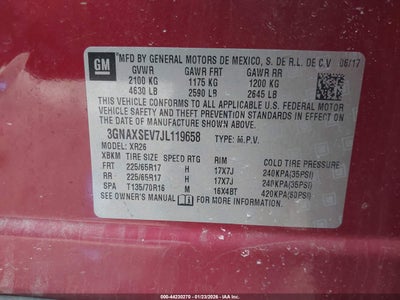 GM
MFD BY GENERAL MOTORS DE MEXICO, S. DE R.L. DE C.V 06/17
GVWR GAWR FRT GAWR RR
2100 KG 1175 KG 1200 KG
4630 LB 2590 LB 2645 LB
THIS VEHICLE CONFORMS TO ALL APPLICABLE U.S. FEDERAL MOTOR
VEHICLE SAFETY AND THEFT PREVENTION STANDARDS IN EFFECT ON THE
DATE OF MANUFACTURE SHOWN ABOVE.
3GNAXSEV7JL119658 TYPE: M.P.V.
MODEL: XR26
XBKM TIRE SIZE SPEED RTG RIM COLD TIRE PRESSURE
FRT 225/65R17 H 17X7J 240KPA(35PSI)
RR 225/65R17 H 17X7J 240KPA(35PSI)
SPA T135/70R16 M 16X4BT 420KPA(60PSI)
SEE OWNER'S MANUAL FOR ADDITIONAL INFORMATION.
000-44230279 - 01/23/2026 - IAA. INC.